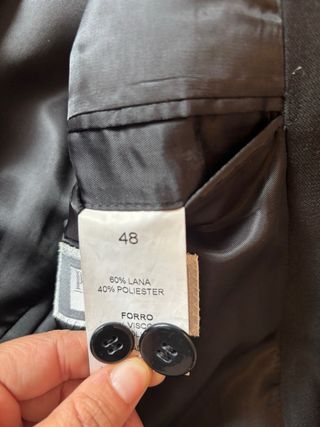 48
60% LANA
40% POLIESTER
FORRO